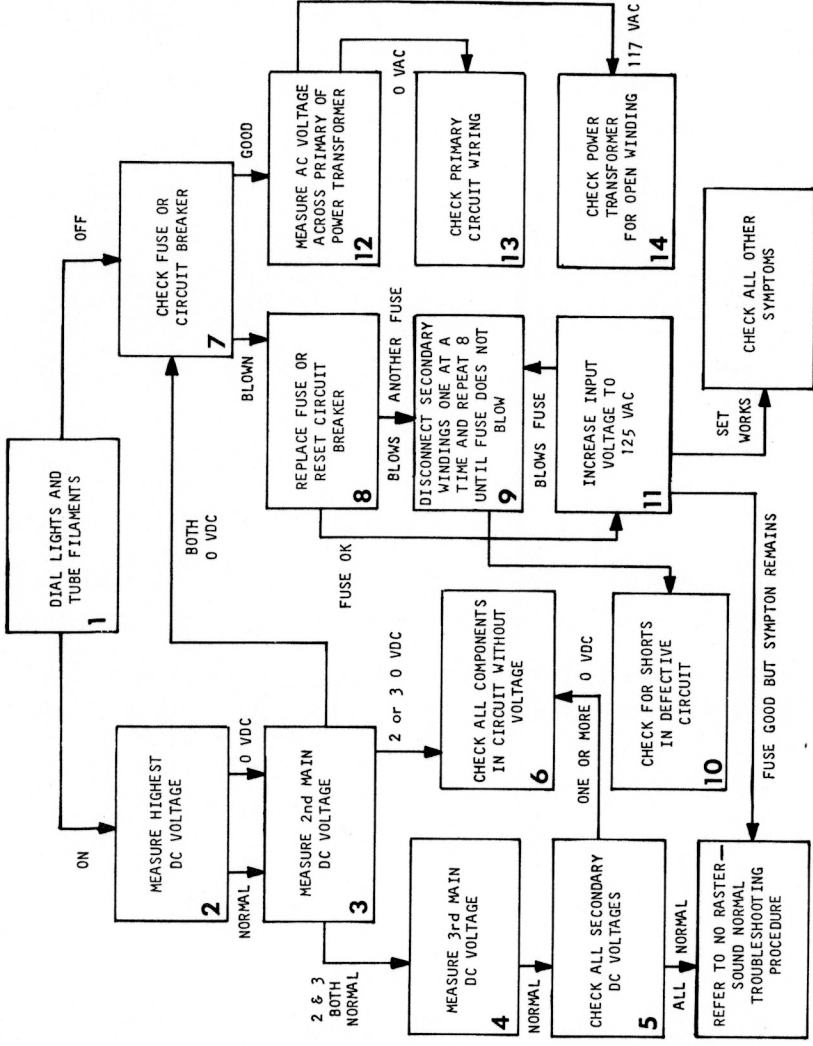 DIAL LIGHTS AND
TUBE FILAMENTS
1
ON
OFF
MEASURE HIGHEST
DC VOLTAGE
2
NORMAL
0 VDC
MEASURE 2nd MAIN
DC VOLTAGE
3
2 & 3
BOTH
NORMAL
2 or 3 0 VDC
BOTH
0 VDC
MEASURE 3rd MAIN
DC VOLTAGE
4
NORMAL
CHECK ALL SECONDARY
DC VOLTAGES
5
ONE OR MORE 0 VDC
ALL NORMAL
REFER TO NO RASTER—
SOUND NORMAL
TROUBLESHOOTING
PROCEDURE
CHECK ALL COMPONENTS
IN CIRCUIT WITHOUT
VOLTAGE
6
CHECK FUSE OR
CIRCUIT BREAKER
7
BLOWN
GOOD
REPLACE FUSE OR
RESET CIRCUIT
BREAKER
8
FUSE OK
BLOWS ANOTHER FUSE
DISCONNECT SECONDARY
WINDINGS ONE AT A
TIME AND REPEAT 8
UNTIL FUSE DOES NOT
BLOW
9
BLOWS FUSE
CHECK FOR SHORTS
IN DEFECTIVE
CIRCUIT
10
INCREASE INPUT
VOLTAGE TO
125 VAC
11
FUSE GOOD BUT SYMPTON REMAINS
SET
WORKS
CHECK ALL OTHER
SYMPTOMS
MEASURE AC VOLTAGE
ACROSS PRIMARY OF
POWER TRANSFORMER
12
0 VAC
117 VAC
CHECK PRIMARY
CIRCUIT WIRING
13
CHECK POWER
TRANSFORMER
FOR OPEN WINDING
14